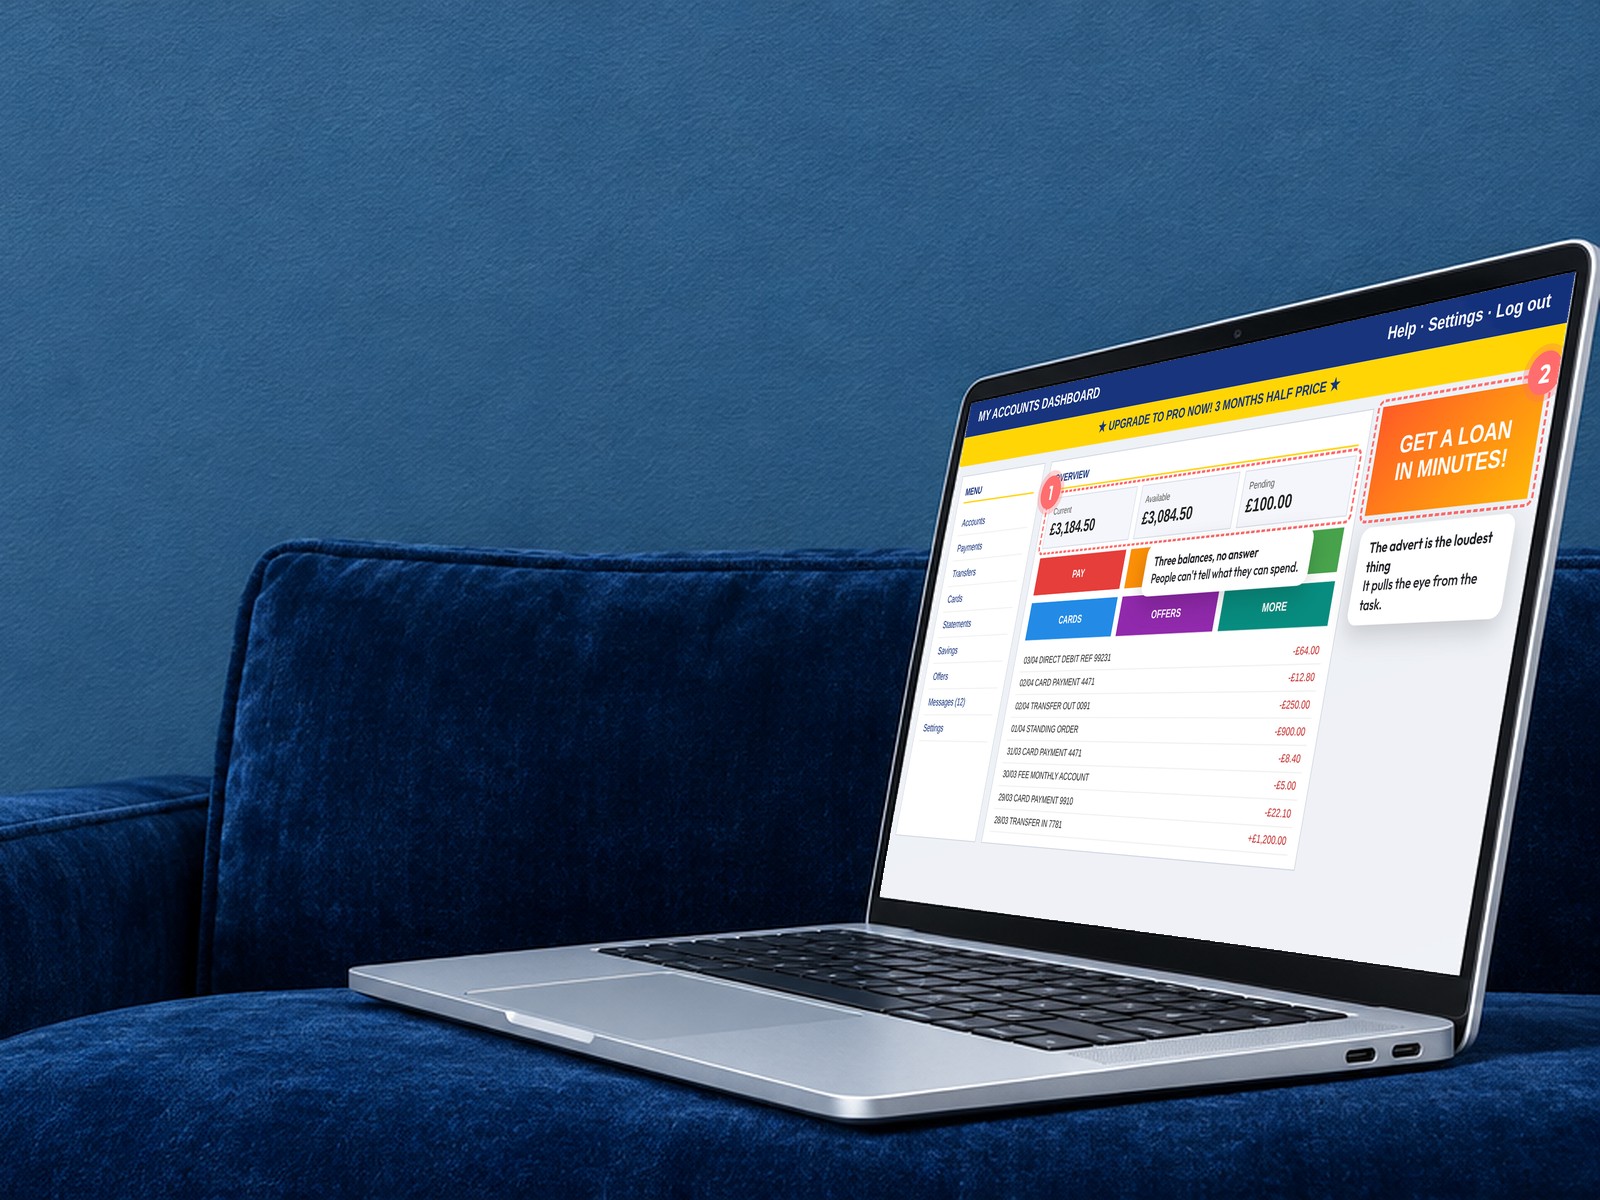 MY ACCOUNTS DASHBOARD
Help · Settings · Log out
★ UPGRADE TO PRO NOW! 3 MONTHS HALF PRICE ★
MENU
Accounts
Payments
Transfers
Cards
Statements
Savings
Offers
Messages (12)
Settings
1
Current
£3,184.50
Available
£3,084.50
Pending
£100.00
PAY
Three balances, no answer
People can't tell what they can spend.
CARDS
OFFERS
MORE
03/04 DIRECT DEBIT REF 99231 -£64.00
02/04 CARD PAYMENT 4471 -£12.80
02/04 TRANSFER OUT 0091 -£250.00
01/04 STANDING ORDER -£900.00
31/03 CARD PAYMENT 4471 -£8.40
30/03 FEE MONTHLY ACCOUNT -£5.00
29/03 CARD PAYMENT 9910 -£22.10
28/03 TRANSFER IN 7781 +£1,200.00
2
GET A LOAN
IN MINUTES!
The advert is the loudest
thing
It pulls the eye from the
task.